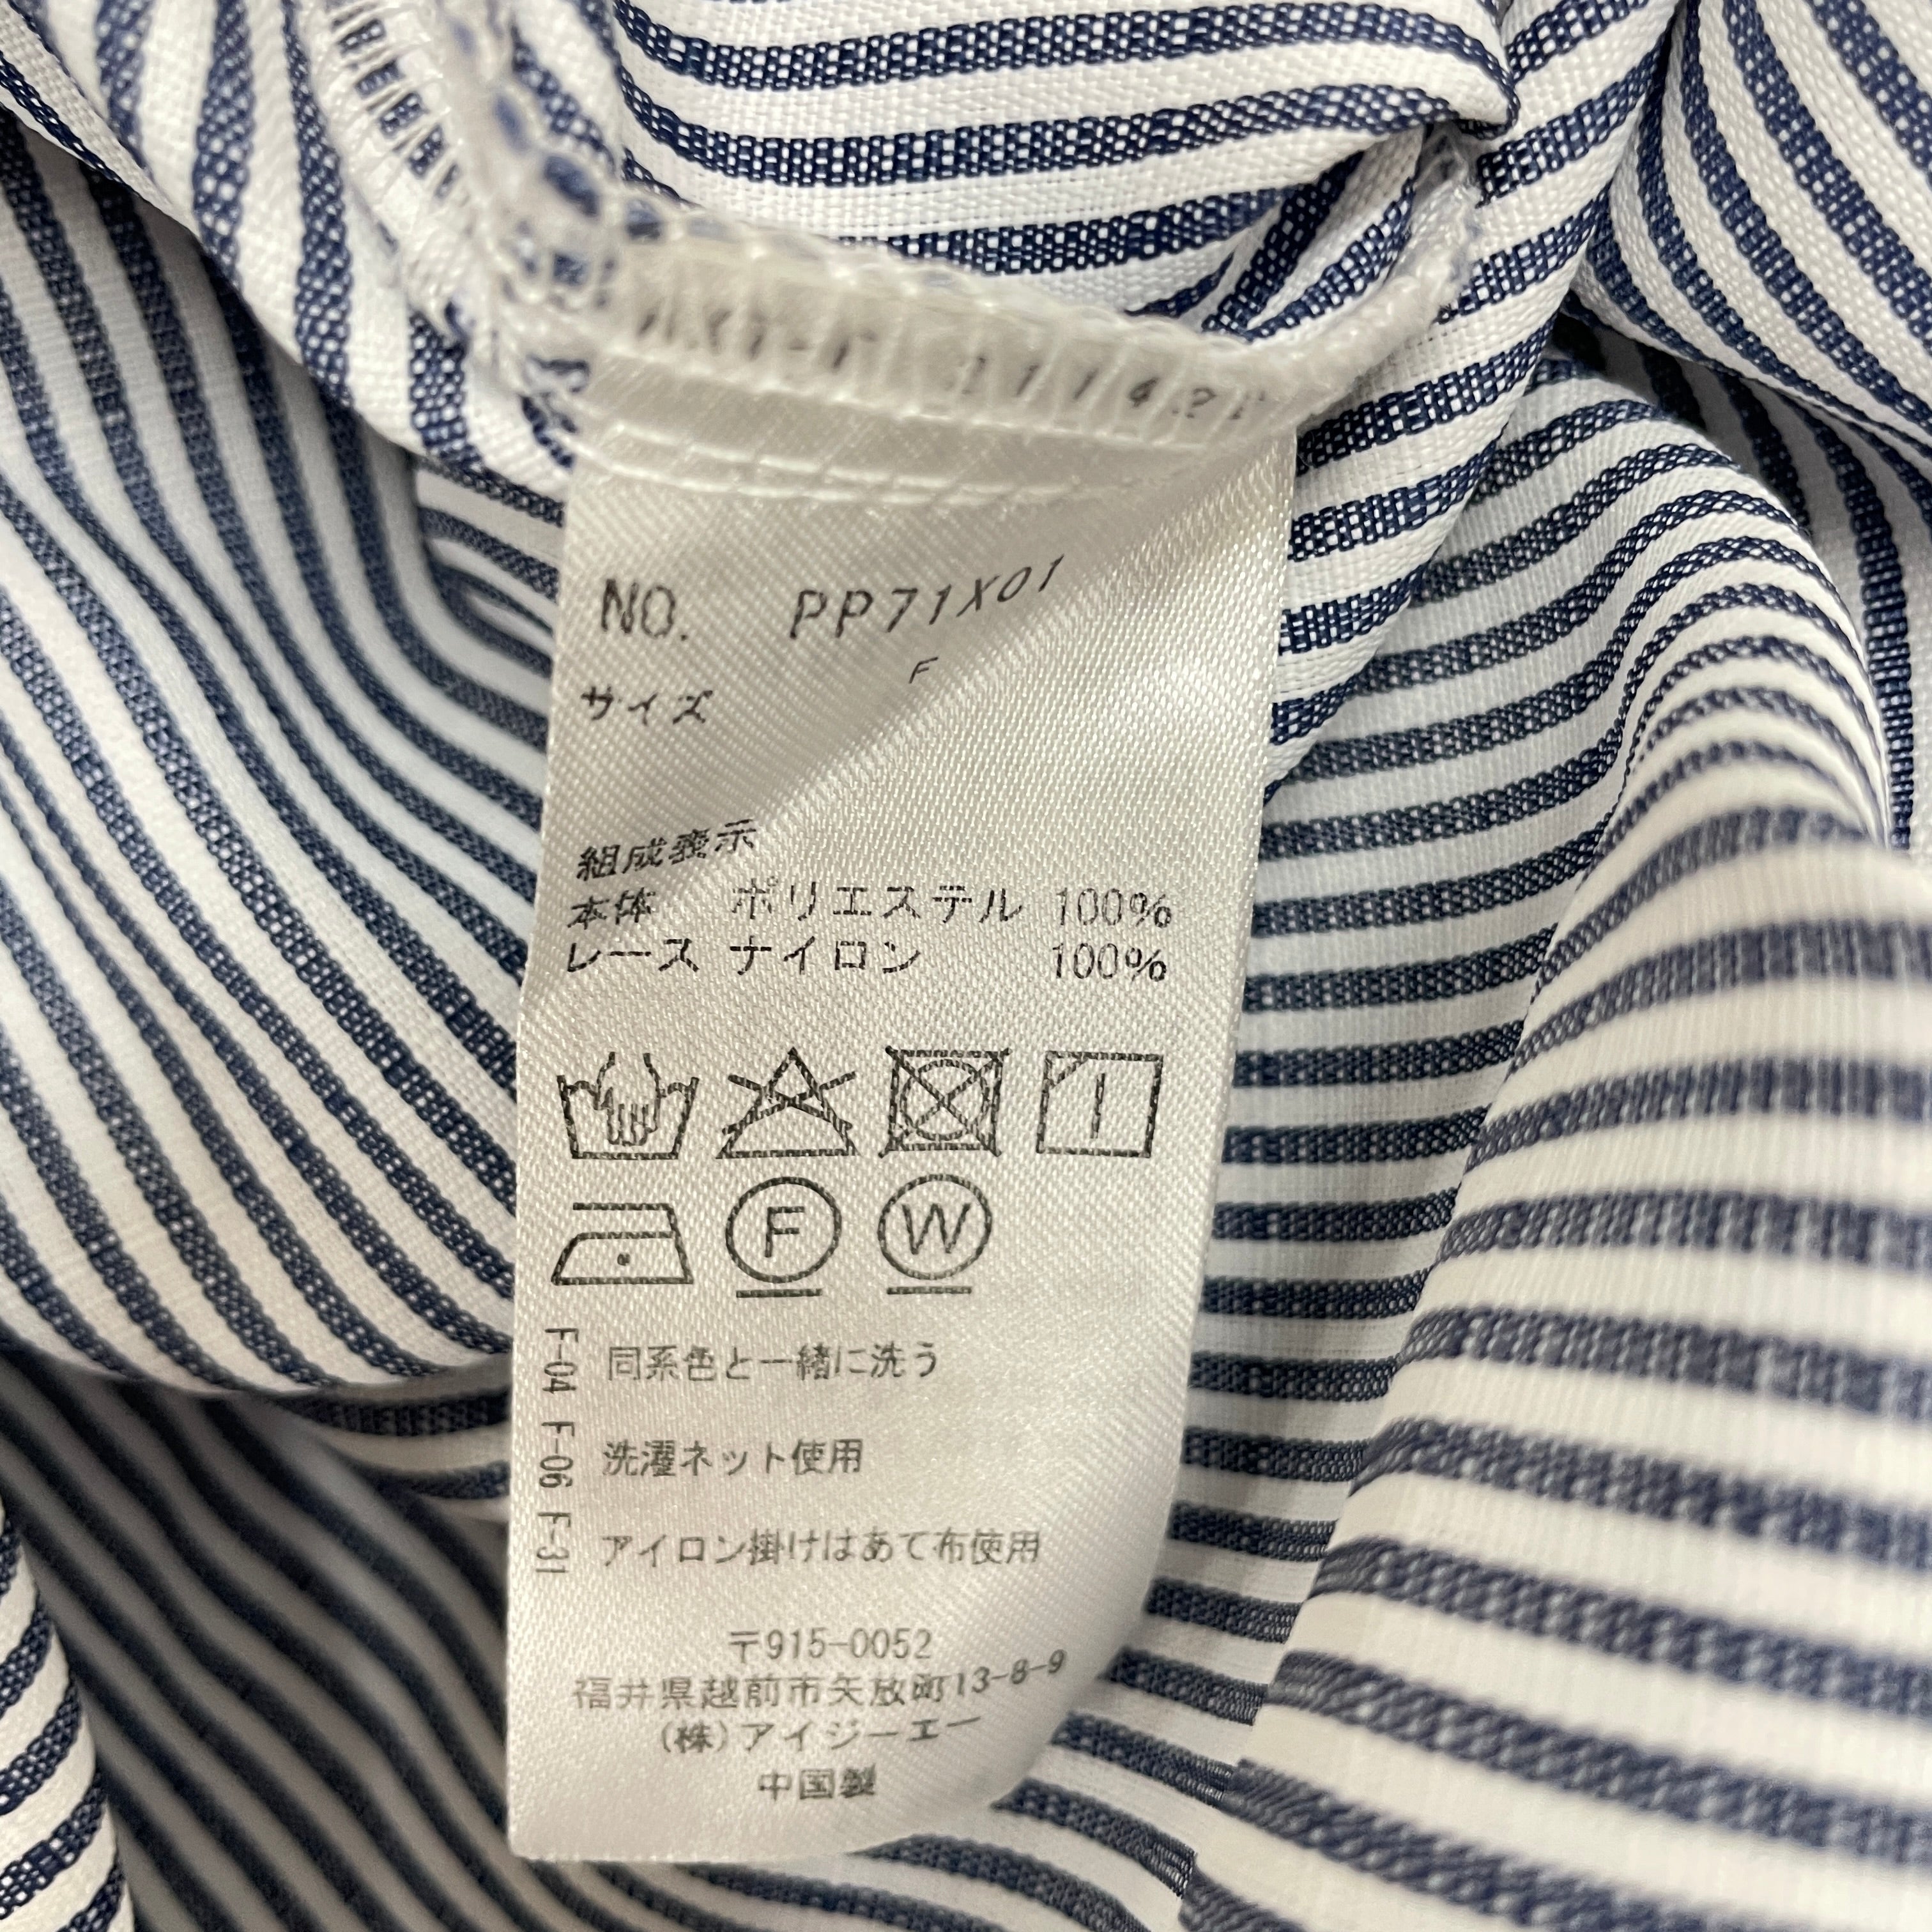 NO. PP71X01
F
サイズ
組成表示
本体 ポリエステル 100%
レース ナイロン 100%
F
W
F-04 F-06 F-31
同系色と一緒に洗う
洗濯ネット使用
アイロン掛けはあて布使用
〒915-0052
福井県越前市矢放町13-8-9
(株)アイジーエー
中国製